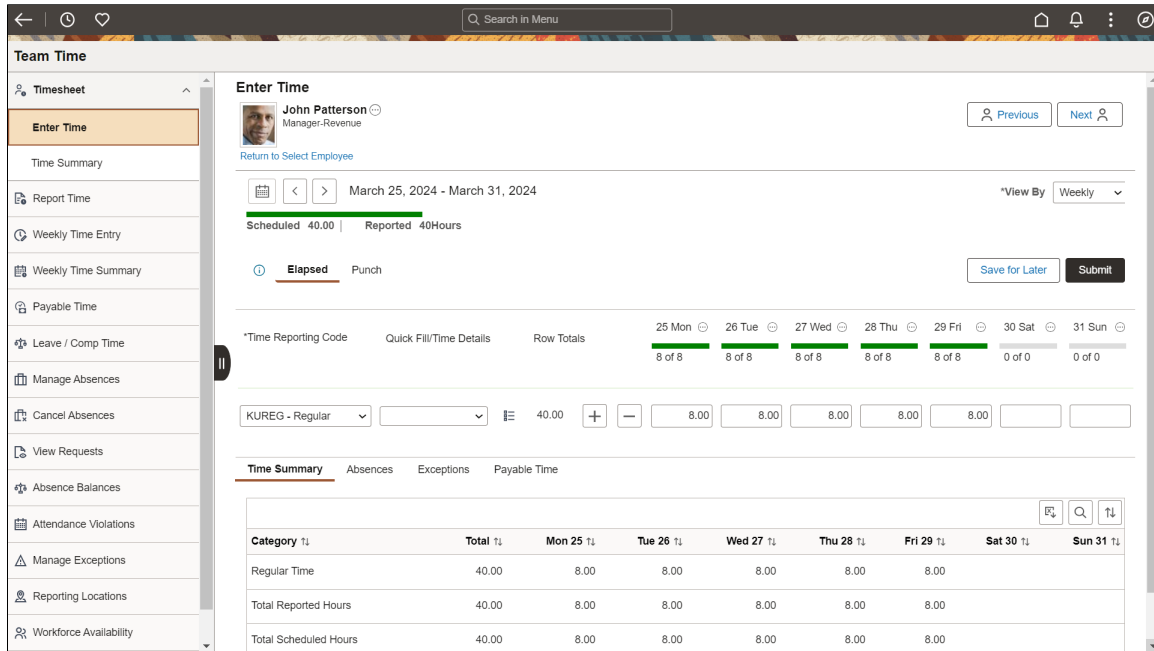 Search in Menu
Team Time
Timesheet
Enter Time
Time Summary
Report Time
Weekly Time Entry
Weekly Time Summary
Payable Time
Leave / Comp Time
Manage Absences
Cancel Absences
View Requests
Absence Balances
Attendance Violations
Manage Exceptions
Reporting Locations
Workforce Availability
Enter Time
John Patterson
Manager-Revenue
Previous Next
Return to Select Employee
March 25, 2024 - March 31, 2024 *View By Weekly
Scheduled 40.00 | Reported 40Hours
Elapsed Punch Save for Later Submit
*Time Reporting Code Quick Fill/Time Details Row Totals 25 Mon 26 Tue 27 Wed 28 Thu 29 Fri 30 Sat 31 Sun
8 of 8 8 of 8 8 of 8 8 of 8 8 of 8 0 of 0 0 of 0
KUREG - Regular 40.00 + − 8.00 8.00 8.00 8.00 8.00
Time Summary Absences Exceptions Payable Time
Category Total Mon 25 Tue 26 Wed 27 Thu 28 Fri 29 Sat 30 Sun 31
Regular Time 40.00 8.00 8.00 8.00 8.00 8.00
Total Reported Hours 40.00 8.00 8.00 8.00 8.00 8.00
Total Scheduled Hours 40.00 8.00 8.00 8.00 8.00 8.00